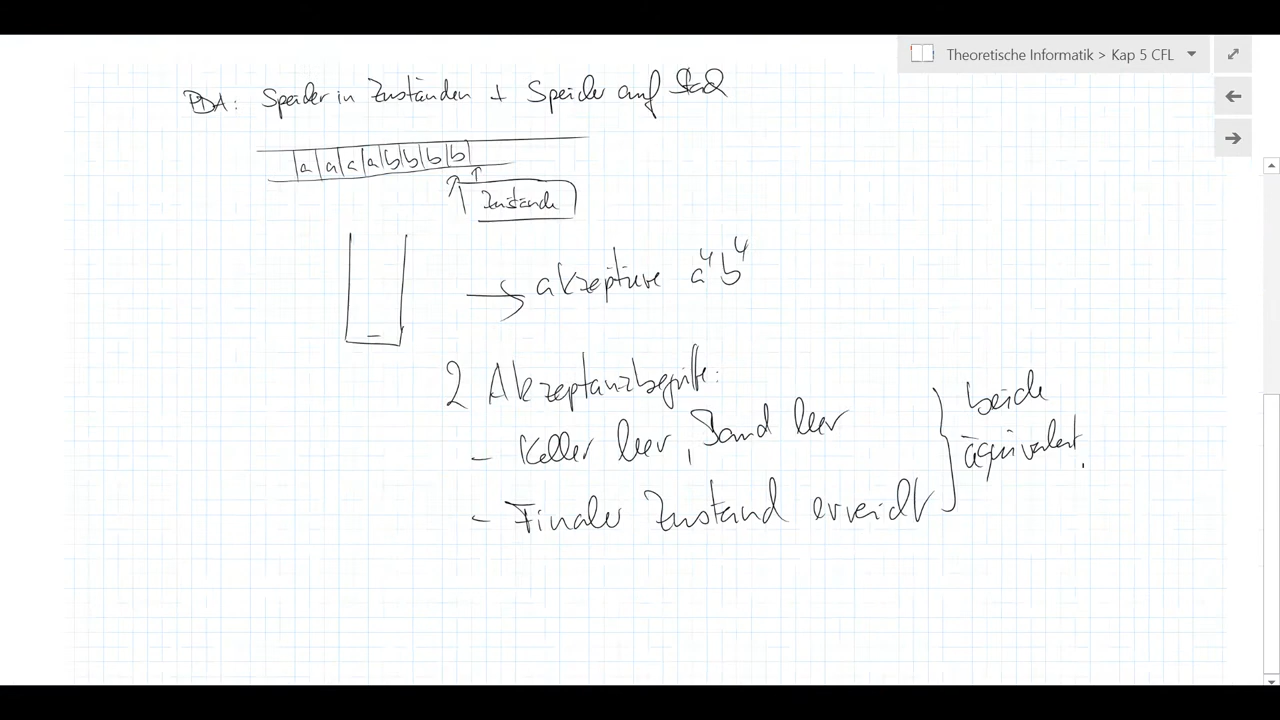 Theoretische Informatik > Kap 5 CFL
PDA: Speicher in Zuständen + Speicher auf Stack
a a a a b b b b
Zustände
→ akzeptiere a⁴b⁴
2 Akzeptanzbegriffe:
- Keller leer, Band leer
- Finaler Zustand erreicht
} beide
äquivalent.